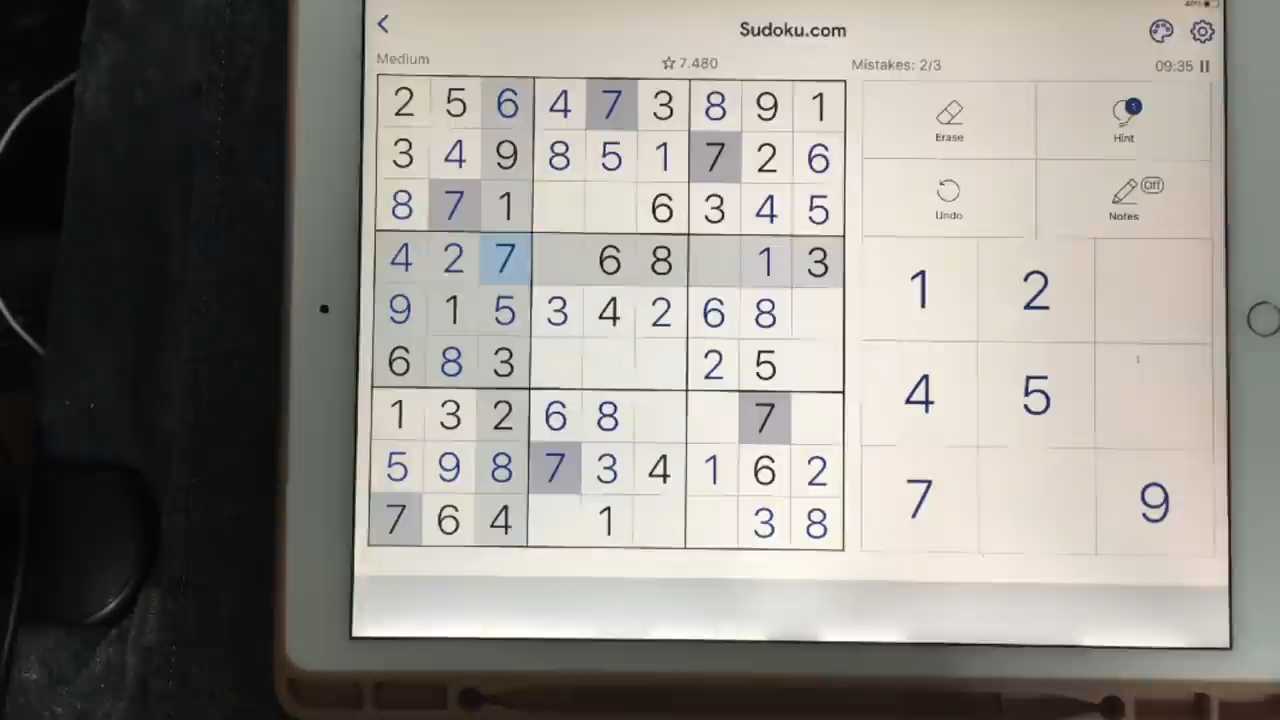 40%
Sudoku.com
Medium
7.480
Mistakes: 2/3
09:35
2 5 6 4 7 3 8 9 1
3 4 9 8 5 1 7 2 6
8 7 1 6 3 4 5
4 2 7 6 8 1 3
9 1 5 3 4 2 6 8
6 8 3 2 5
1 3 2 6 8 7
5 9 8 7 3 4 1 6 2
7 6 4 1 3 8
Erase
1
Hint
Undo
Off
Notes
1 2
4 5
7 9